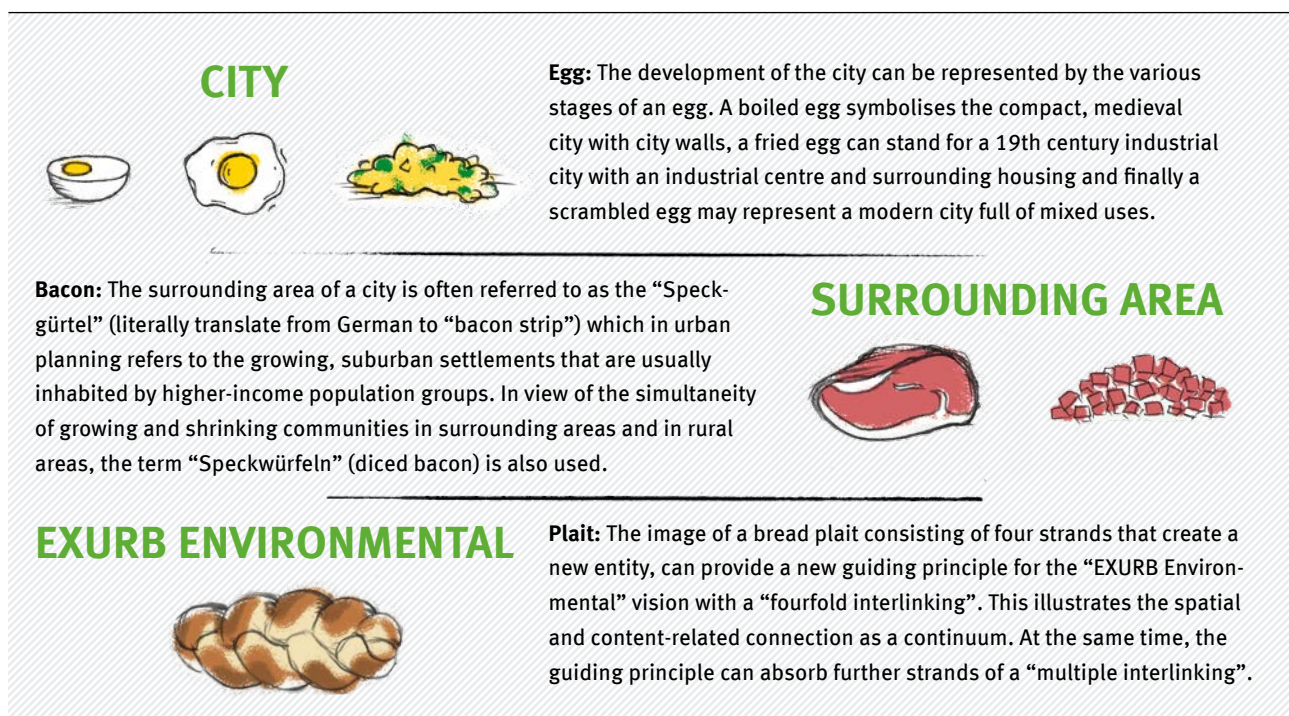 CITY
Egg: The development of the city can be represented by the various
stages of an egg. A boiled egg symbolises the compact, medieval
city with city walls, a fried egg can stand for a 19th century industrial
city with an industrial centre and surrounding housing and finally a
scrambled egg may represent a modern city full of mixed uses.
Bacon: The surrounding area of a city is often referred to as the “Speck-
gürtel” (literally translate from German to “bacon strip”) which in urban
planning refers to the growing, suburban settlements that are usually
inhabited by higher-income population groups. In view of the simultaneity
of growing and shrinking communities in surrounding areas and in rural
areas, the term “Speckwürfeln” (diced bacon) is also used.
SURROUNDING AREA
EXURB ENVIRONMENTAL
Plait: The image of a bread plait consisting of four strands that create a
new entity, can provide a new guiding principle for the “EXURB Environ-
mental” vision with a “fourfold interlinking”. This illustrates the spatial
and content-related connection as a continuum. At the same time, the
guiding principle can absorb further strands of a “multiple interlinking”.